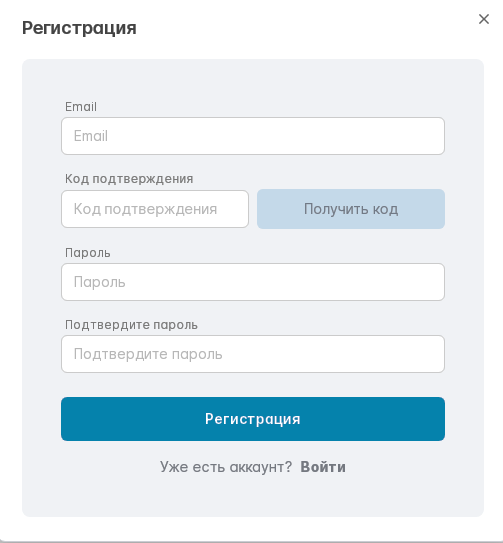 Регистрация
Email
Email
Код подтверждения
Код подтверждения Получить код
Пароль
Пароль
Подтвердите пароль
Подтвердите пароль
Регистрация
Уже есть аккаунт? Войти